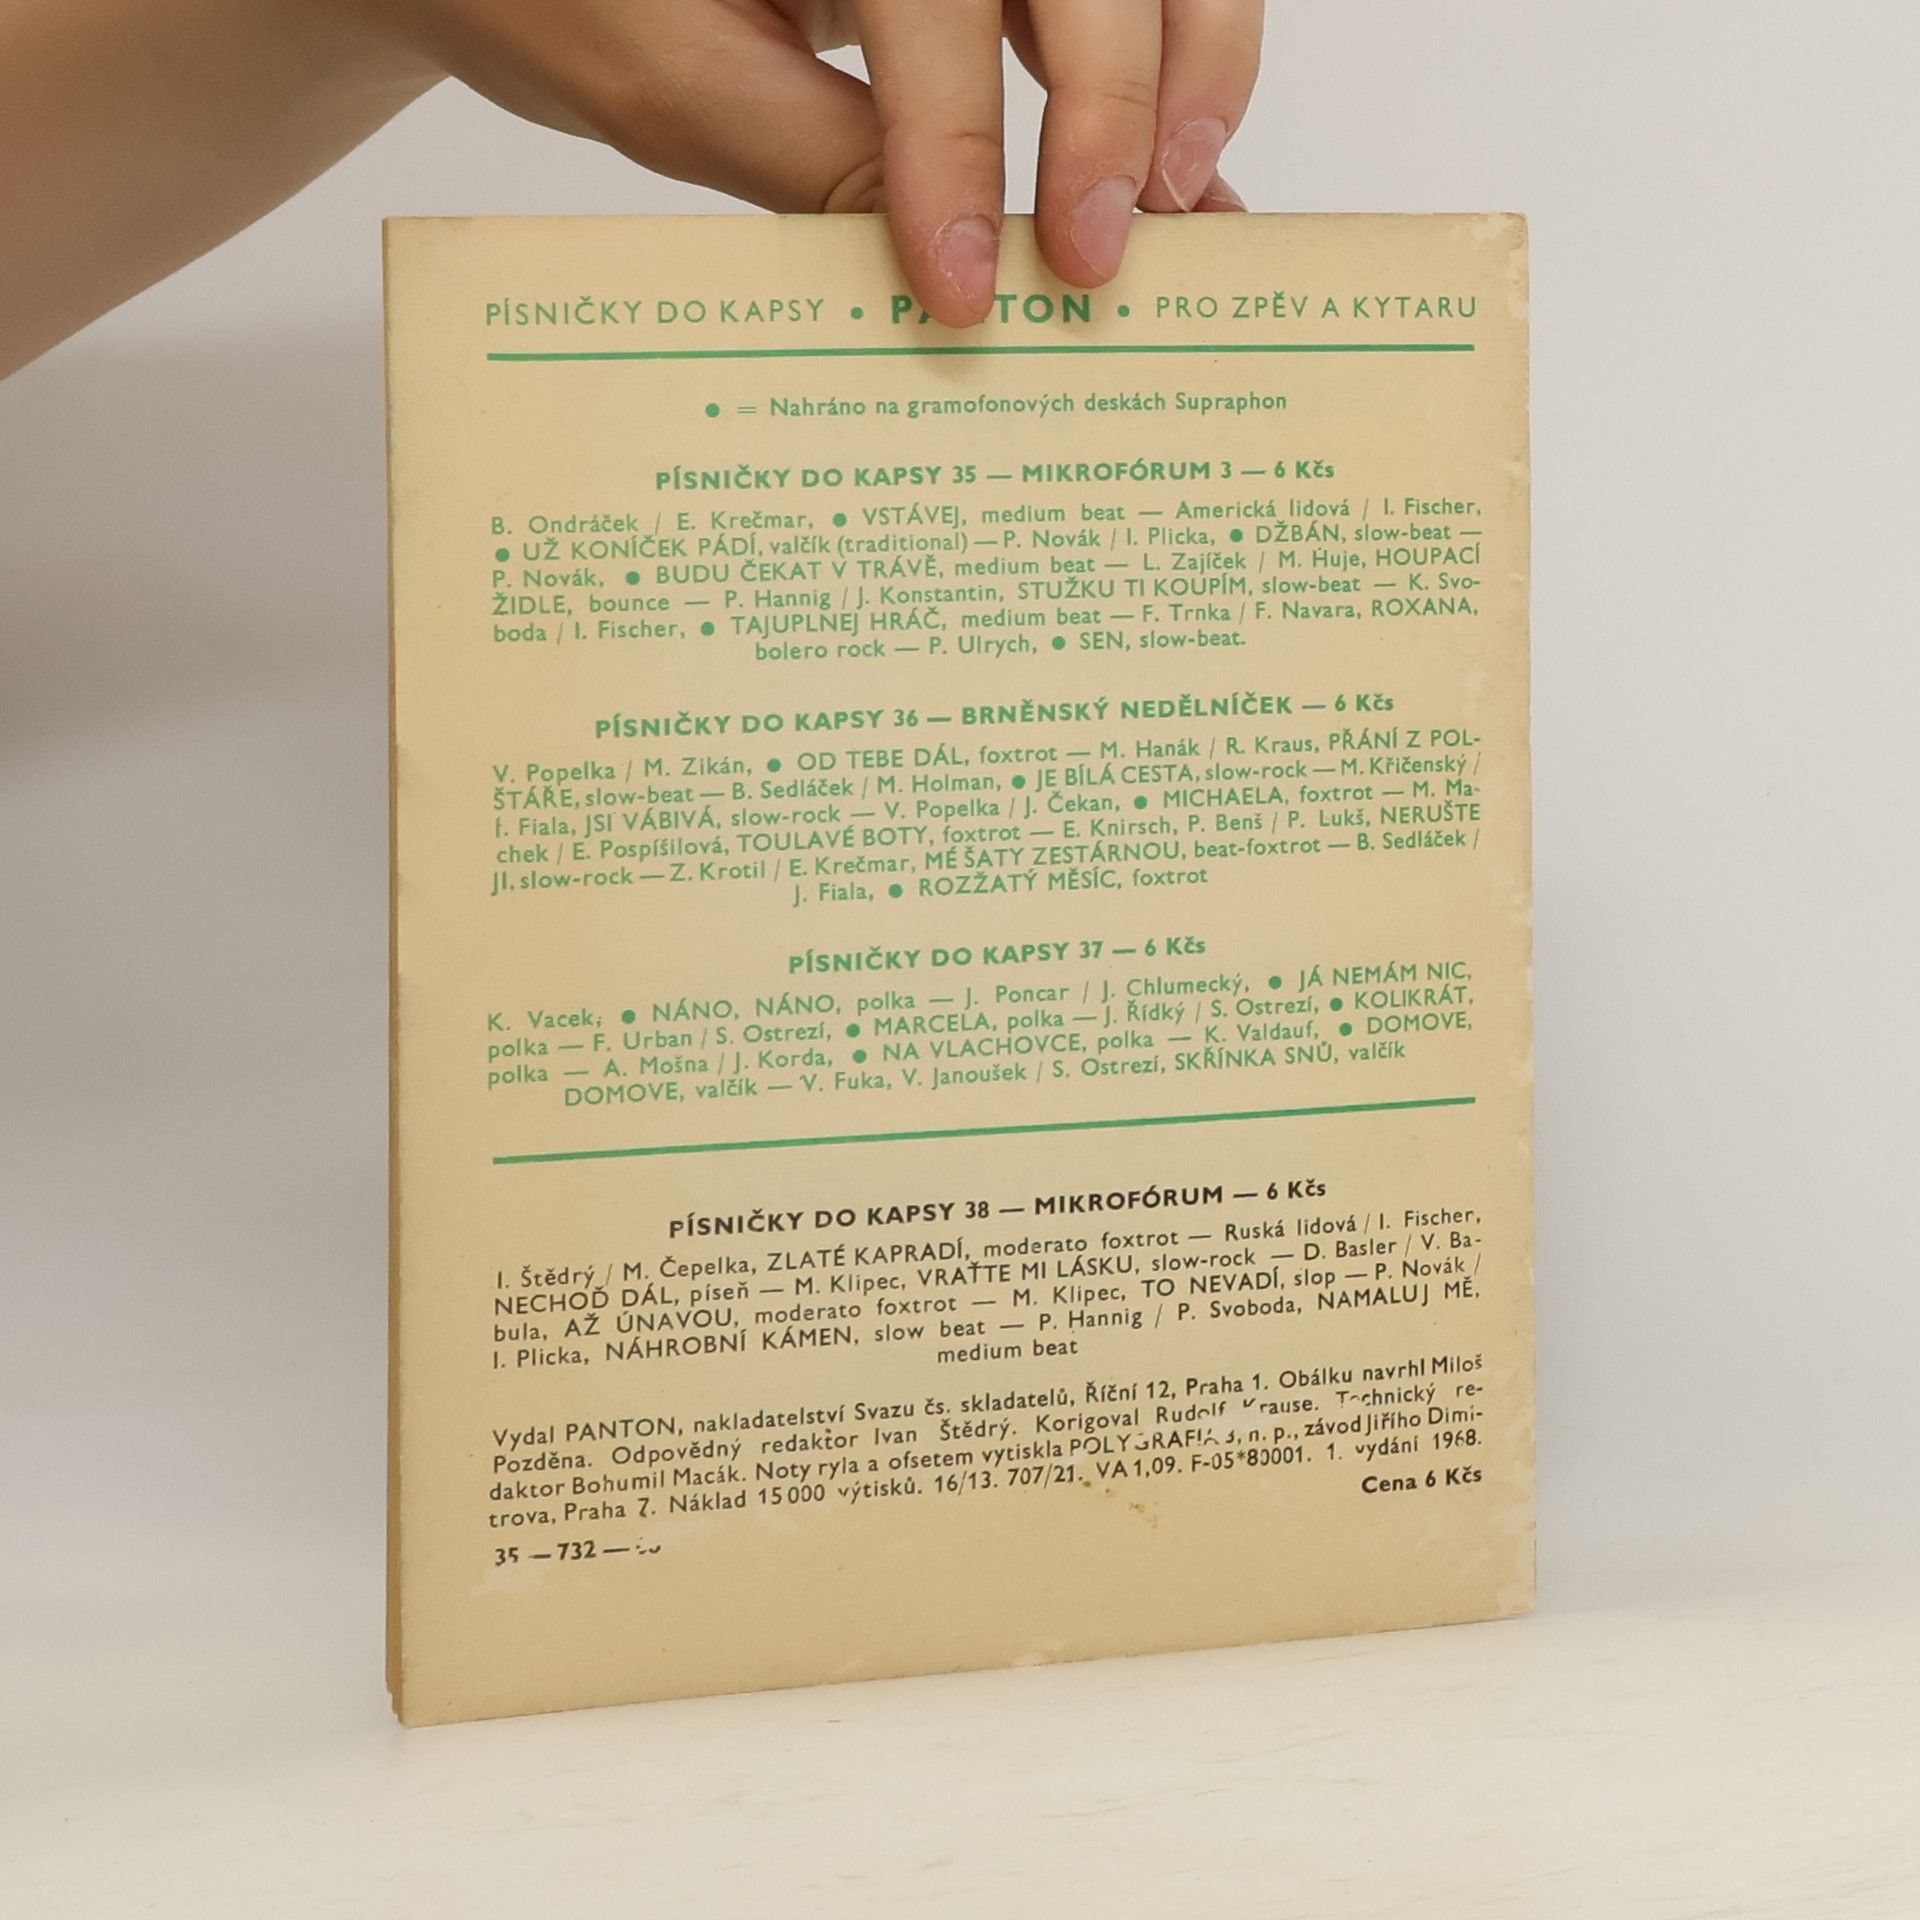 PÍSNIČKY DO KAPSY • PANTON • PRO ZPĚV A KYTARU
● = Nahráno na gramofonových deskách Supraphon
PÍSNIČKY DO KAPSY 35 — MIKROFÓRUM 3 — 6 Kčs
B. Ondráček / E. Krečmar, ● VSTÁVEJ, medium beat — Americká lidová / I. Fischer,
● UŽ KONÍČEK PÁDÍ, valčík (traditional) — P. Novák / I. Plicka, ● DŽBÁN, slow-beat —
P. Novák, ● BUDU ČEKAT V TRÁVĚ, medium beat — L. Zajíček / M. Huje, HOUPACÍ
ŽIDLE, bounce — P. Hannig / J. Konstantin, STUŽKU TI KOUPÍM, slow-beat — K. Svo-
boda / I. Fischer, ● TAJUPLNEJ HRÁČ, medium beat — F. Trnka / F. Navara, ROXANA,
bolero rock — P. Ulrych, ● SEN, slow-beat.
PÍSNIČKY DO KAPSY 36 — BRNĚNSKÝ NEDĚLNÍČEK — 6 Kčs
V. Popelka / M. Zikán, ● OD TEBE DÁL, foxtrot — M. Hanák / R. Kraus, PŘÁNÍ Z POL-
ŠTÁŘE, slow-beat — B. Sedláček / M. Holman, ● JE BÍLÁ CESTA, slow-rock — M. Křičenský /
I. Fiala, JSI VÁBIVÁ, slow-rock — V. Popelka / J. Čekan, ● MICHAELA, foxtrot — M. Ma-
chek / E. Pospíšilová, TOULAVÉ BOTY, foxtrot — E. Knirsch, P. Benš / P. Lukš, NERUŠTE
JI, slow-rock — Z. Krotil / E. Krečmar, MÉ ŠATY ZESTÁRNOU, beat-foxtrot — B. Sedláček /
J. Fiala, ● ROZŽATÝ MĚSÍC, foxtrot
PÍSNIČKY DO KAPSY 37 — 6 Kčs
K. Vacek, ● NÁNO, NÁNO, polka — J. Poncar / J. Chlumecký, ● JÁ NEMÁM NIC,
polka — F. Urban / S. Ostrezí, ● MARCELA, polka — J. Řídký / S. Ostrezí, ● KOLIKRÁT,
polka — A. Mošna / J. Korda, ● NA VLACHOVCE, polka — K. Valdauf, ● DOMOVE,
DOMOVE, valčík — V. Fuka, V. Janoušek / S. Ostrezí, SKŘÍNKA SNŮ, valčík
PÍSNIČKY DO KAPSY 38 — MIKROFÓRUM — 6 Kčs
I. Štědrý / M. Čepelka, ZLATÉ KAPRADÍ, moderato foxtrot — Ruská lidová / I. Fischer,
NECHOĎ DÁL, píseň — M. Klipec, VRAŤTE MI LÁSKU, slow-rock — D. Basler / V. Ba-
bula, AŽ ÚNAVOU, moderato foxtrot — M. Klipec, TO NEVADÍ, slop — P. Novák /
I. Plicka, NÁHROBNÍ KÁMEN, slow beat — P. Hannig / P. Svoboda, NAMALUJ MĚ,
medium beat
Vydal PANTON, nakladatelství Svazu čs. skladatelů, Říční 12, Praha 1. Obálku navrhl Miloš
Pozděna. Odpovědný redaktor Ivan Štědrý. Korigoval Rudolf Krause. Technický re-
daktor Bohumil Macák. Noty ryla a ofsetem vytiskla POLYGRAFIA 3, n. p., závod Jiřího Dimi-
trova, Praha 7. Náklad 15 000 výtisků. 16/13. 707/21. VA 1,09. F-05*80001. 1. vydání 1968.
Cena 6 Kčs
35 — 732 —